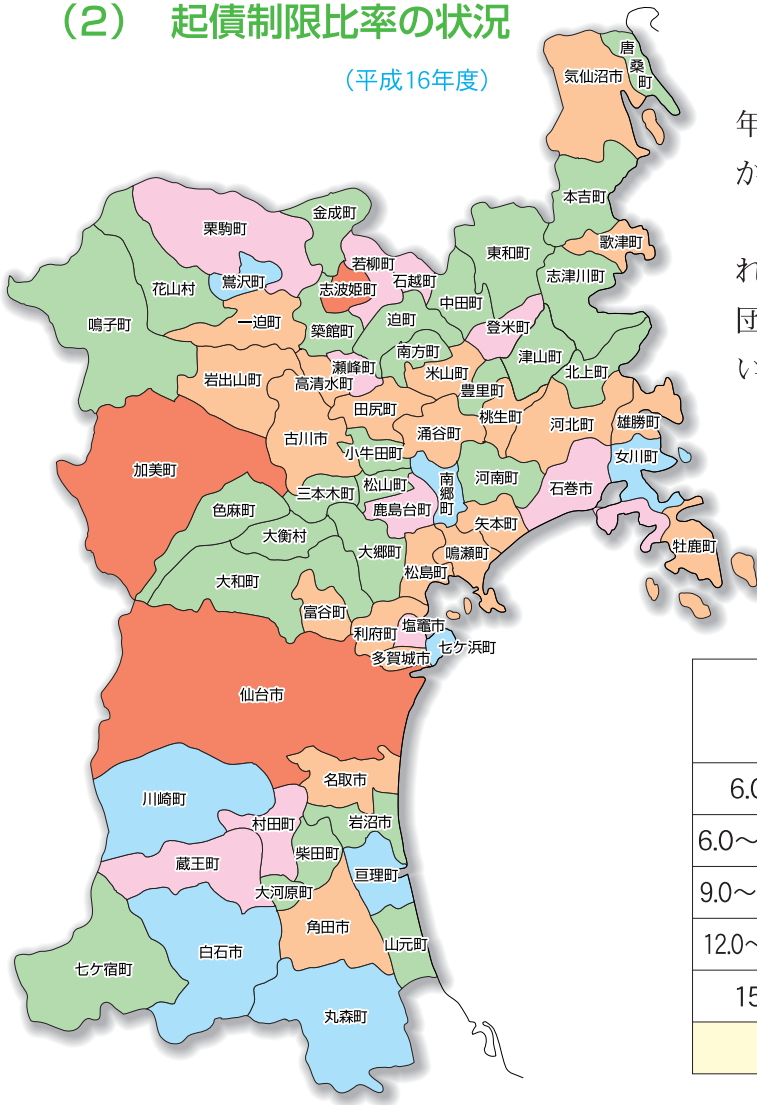 （2） 起債制限比率の状況
（平成16年度）
唐桑町
気仙沼市
年
か
本吉町
歌津町
栗駒町
金成町
東和町
れ
志津川町
若柳町
石越町
鶯沢町
花山村
志波姫町
中田町
団
鳴子町
一迫町
築館町
迫町
登米町
い
南方町
津山町
瀬峰町
米山町
北上町
岩出山町
高清水町
豊里町
田尻町
桃生町
河北町
雄勝町
古川市
涌谷町
小牛田町
女川町
加美町
松山町
南郷町
河南町
石巻市
三本木町
色麻町
鹿島台町
矢本町
大衡村
大郷町
鳴瀬町
牡鹿町
大和町
松島町
富谷町
利府町
塩竈市
七ケ浜町
多賀城市
仙台市
名取市
6.0
川崎町
村田町
岩沼市
6.0〜
柴田町
蔵王町
亘理町
9.0〜
大河原町
角田市
12.0〜
白石市
山元町
七ケ宿町
15
丸森町